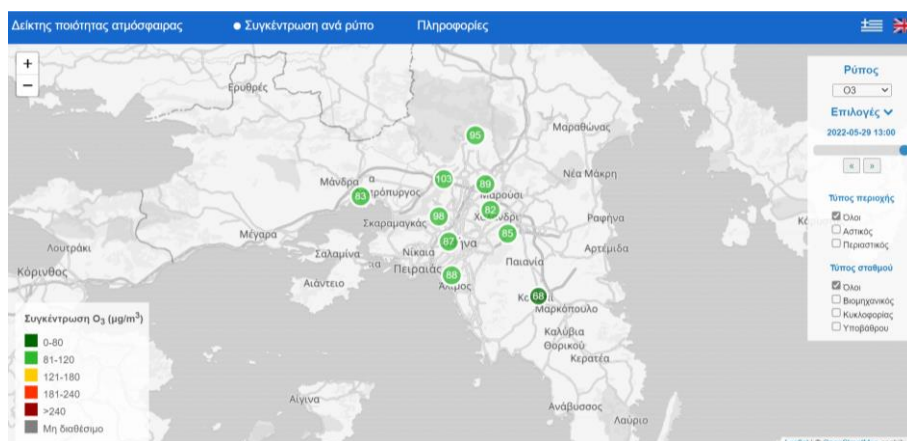 Δείκτης ποιότητας ατμόσφαιρας
Συγκέντρωση ανά ρύπο
Πληροφορίες
+
−
Ρύπος
O3
Επιλογές
2022-05-29 13:00
«
»
Τύπος περιοχής
Όλοι
Αστικός
Περιαστικός
Τύπος σταθμού
Όλοι
Βιομηχανικός
Κυκλοφορίας
Υποβάθρου
Ερυθρές
Μαραθώνας
95
Μάνδρα
103
89
Νέα Μάκρη
83
Μαρούσι
82
98
Σκαραμαγκάς
Ραφήνα
Μέγαρα
85
Λουτράκι
87
Σαλαμίνα
Νίκαια
Αρτέμιδα
Παιανία
Κόρινθος
Πειραιάς
88
Αιάντειο
Άλιμος
68
Μαρκόπουλο
Καλύβια
Θορικού
Κερατέα
Αίγινα
Ανάβυσσος
Λαύριο
Συγκέντρωση O₃ (μg/m³)
0-80
81-120
121-180
181-240
>240
Μη διαθέσιμο